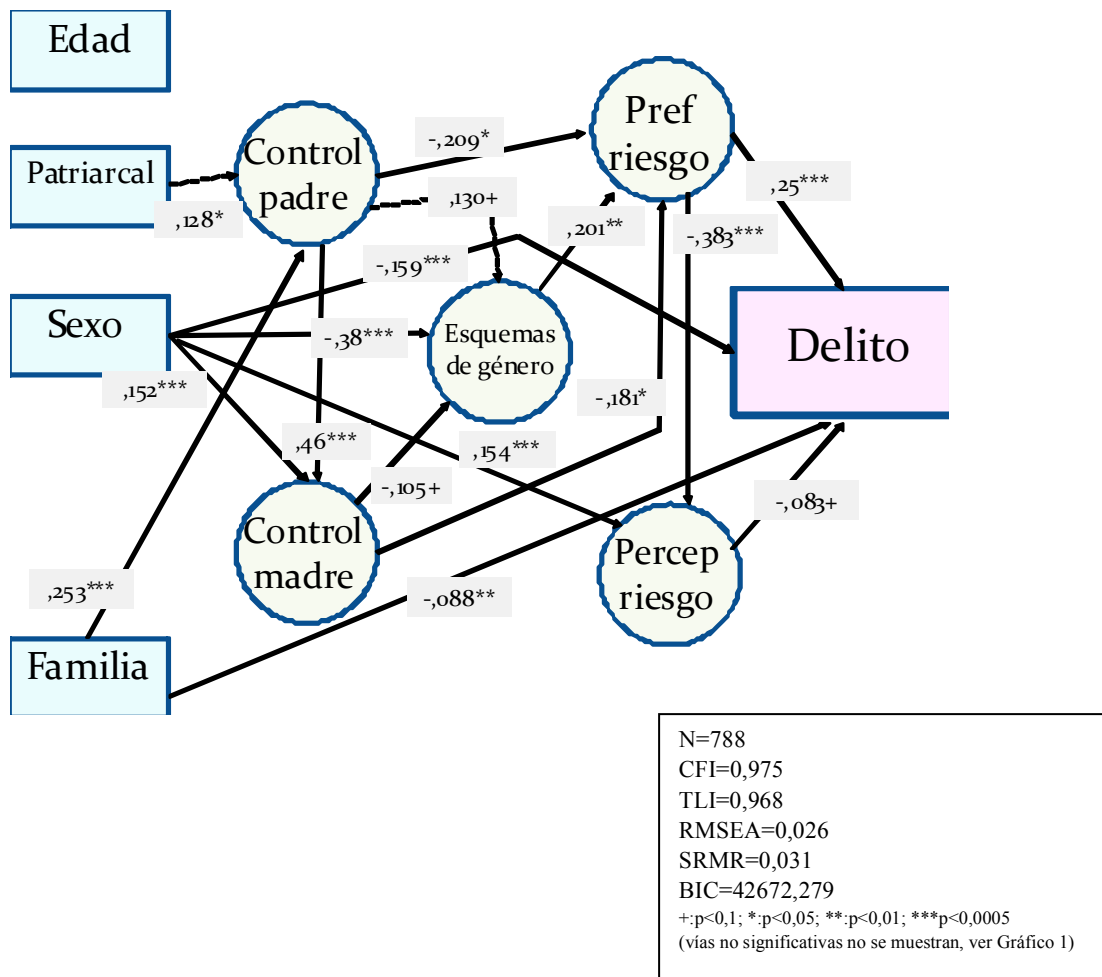 Edad
Patriarcal
Control
padre
Pref
riesgo
-,209*
,128*
,130+
,201**
,25***
-,383***
-,159***
Sexo
-,38***
Esquemas
de género
Delito
,152***
-,181*
,46***
,154***
-,105+
-,083+
Control
madre
Percep
riesgo
,253***
-,088**
Familia
N=788
CFI=0,975
TLI=0,968
RMSEA=0,026
SRMR=0,031
BIC=42672,279
+:p<0,1; *:p<0,05; **:p<0,01; ***p<0,0005
(vías no significativas no se muestran, ver Gráfico 1)